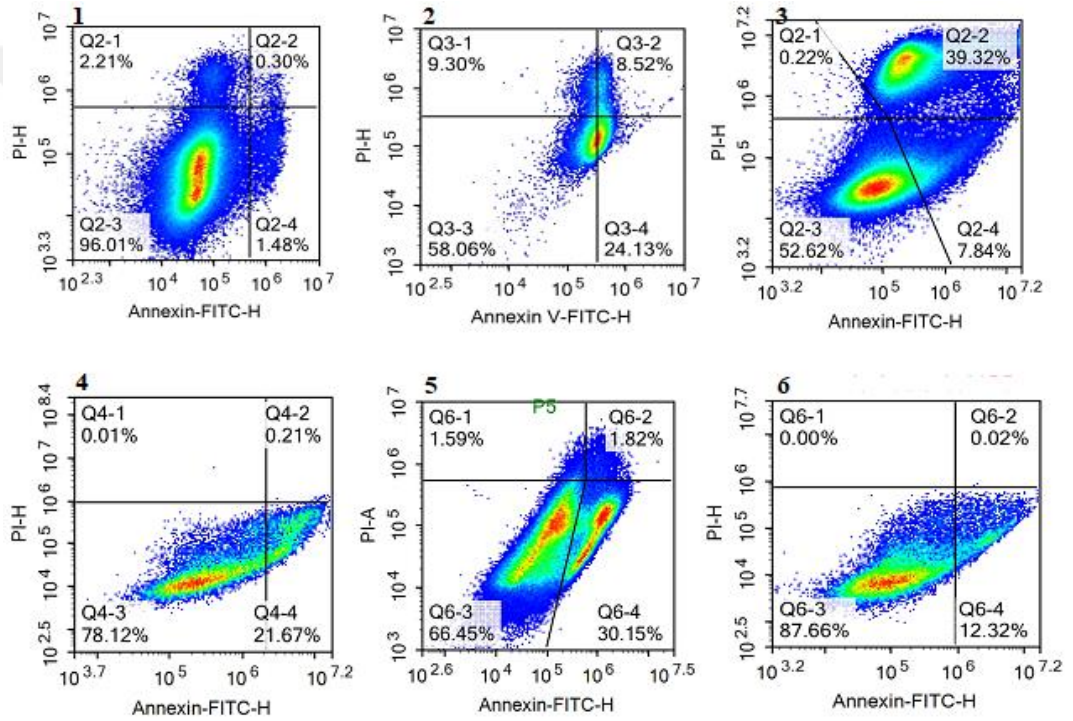 1
Q2-1
2.21%
Q2-2
0.30%
Q2-3
96.01%
Q2-4
1.48%
PI-H
10^7
10^6
10^5
10^3.3
10^2.3
10^4
10^5
10^6
10^7
Annexin-FITC-H
2
Q3-1
9.30%
Q3-2
8.52%
Q3-3
58.06%
Q3-4
24.13%
PI-H
10^7
10^6
10^5
10^4
10^3
10^2.5
10^4
10^5
10^6
10^7
Annexin V-FITC-H
3
Q2-1
0.22%
Q2-2
39.32%
Q2-3
52.62%
Q2-4
7.84%
PI-H
10^7.2
10^6
10^5
10^3.2
10^3.2
10^5
10^6
10^7.2
Annexin-FITC-H
4
Q4-1
0.01%
Q4-2
0.21%
Q4-3
78.12%
Q4-4
21.67%
PI-H
10^8.4
10^7
10^6
10^5
10^4
10^2.5
10^3.7
10^5
10^6
10^7.2
Annexin-FITC-H
5
P5
Q6-1
1.59%
Q6-2
1.82%
Q6-3
66.45%
Q6-4
30.15%
PI-A
10^7
10^6
10^5
10^4
10^3
10^2.6
10^4
10^5
10^6
10^7.5
Annexin-FITC-H
6
Q6-1
0.00%
Q6-2
0.02%
Q6-3
87.66%
Q6-4
12.32%
PI-H
10^7.7
10^6
10^5
10^4
10^2.5
10^3.2
10^5
10^6
10^7.2
Annexin-FITC-H